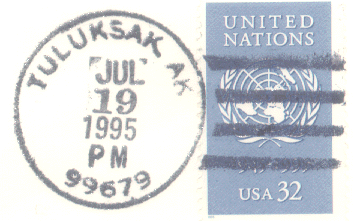 TULUKSAK, AK
JUL
19
1995
PM
99679
UNITED
NATIONS
USA 32